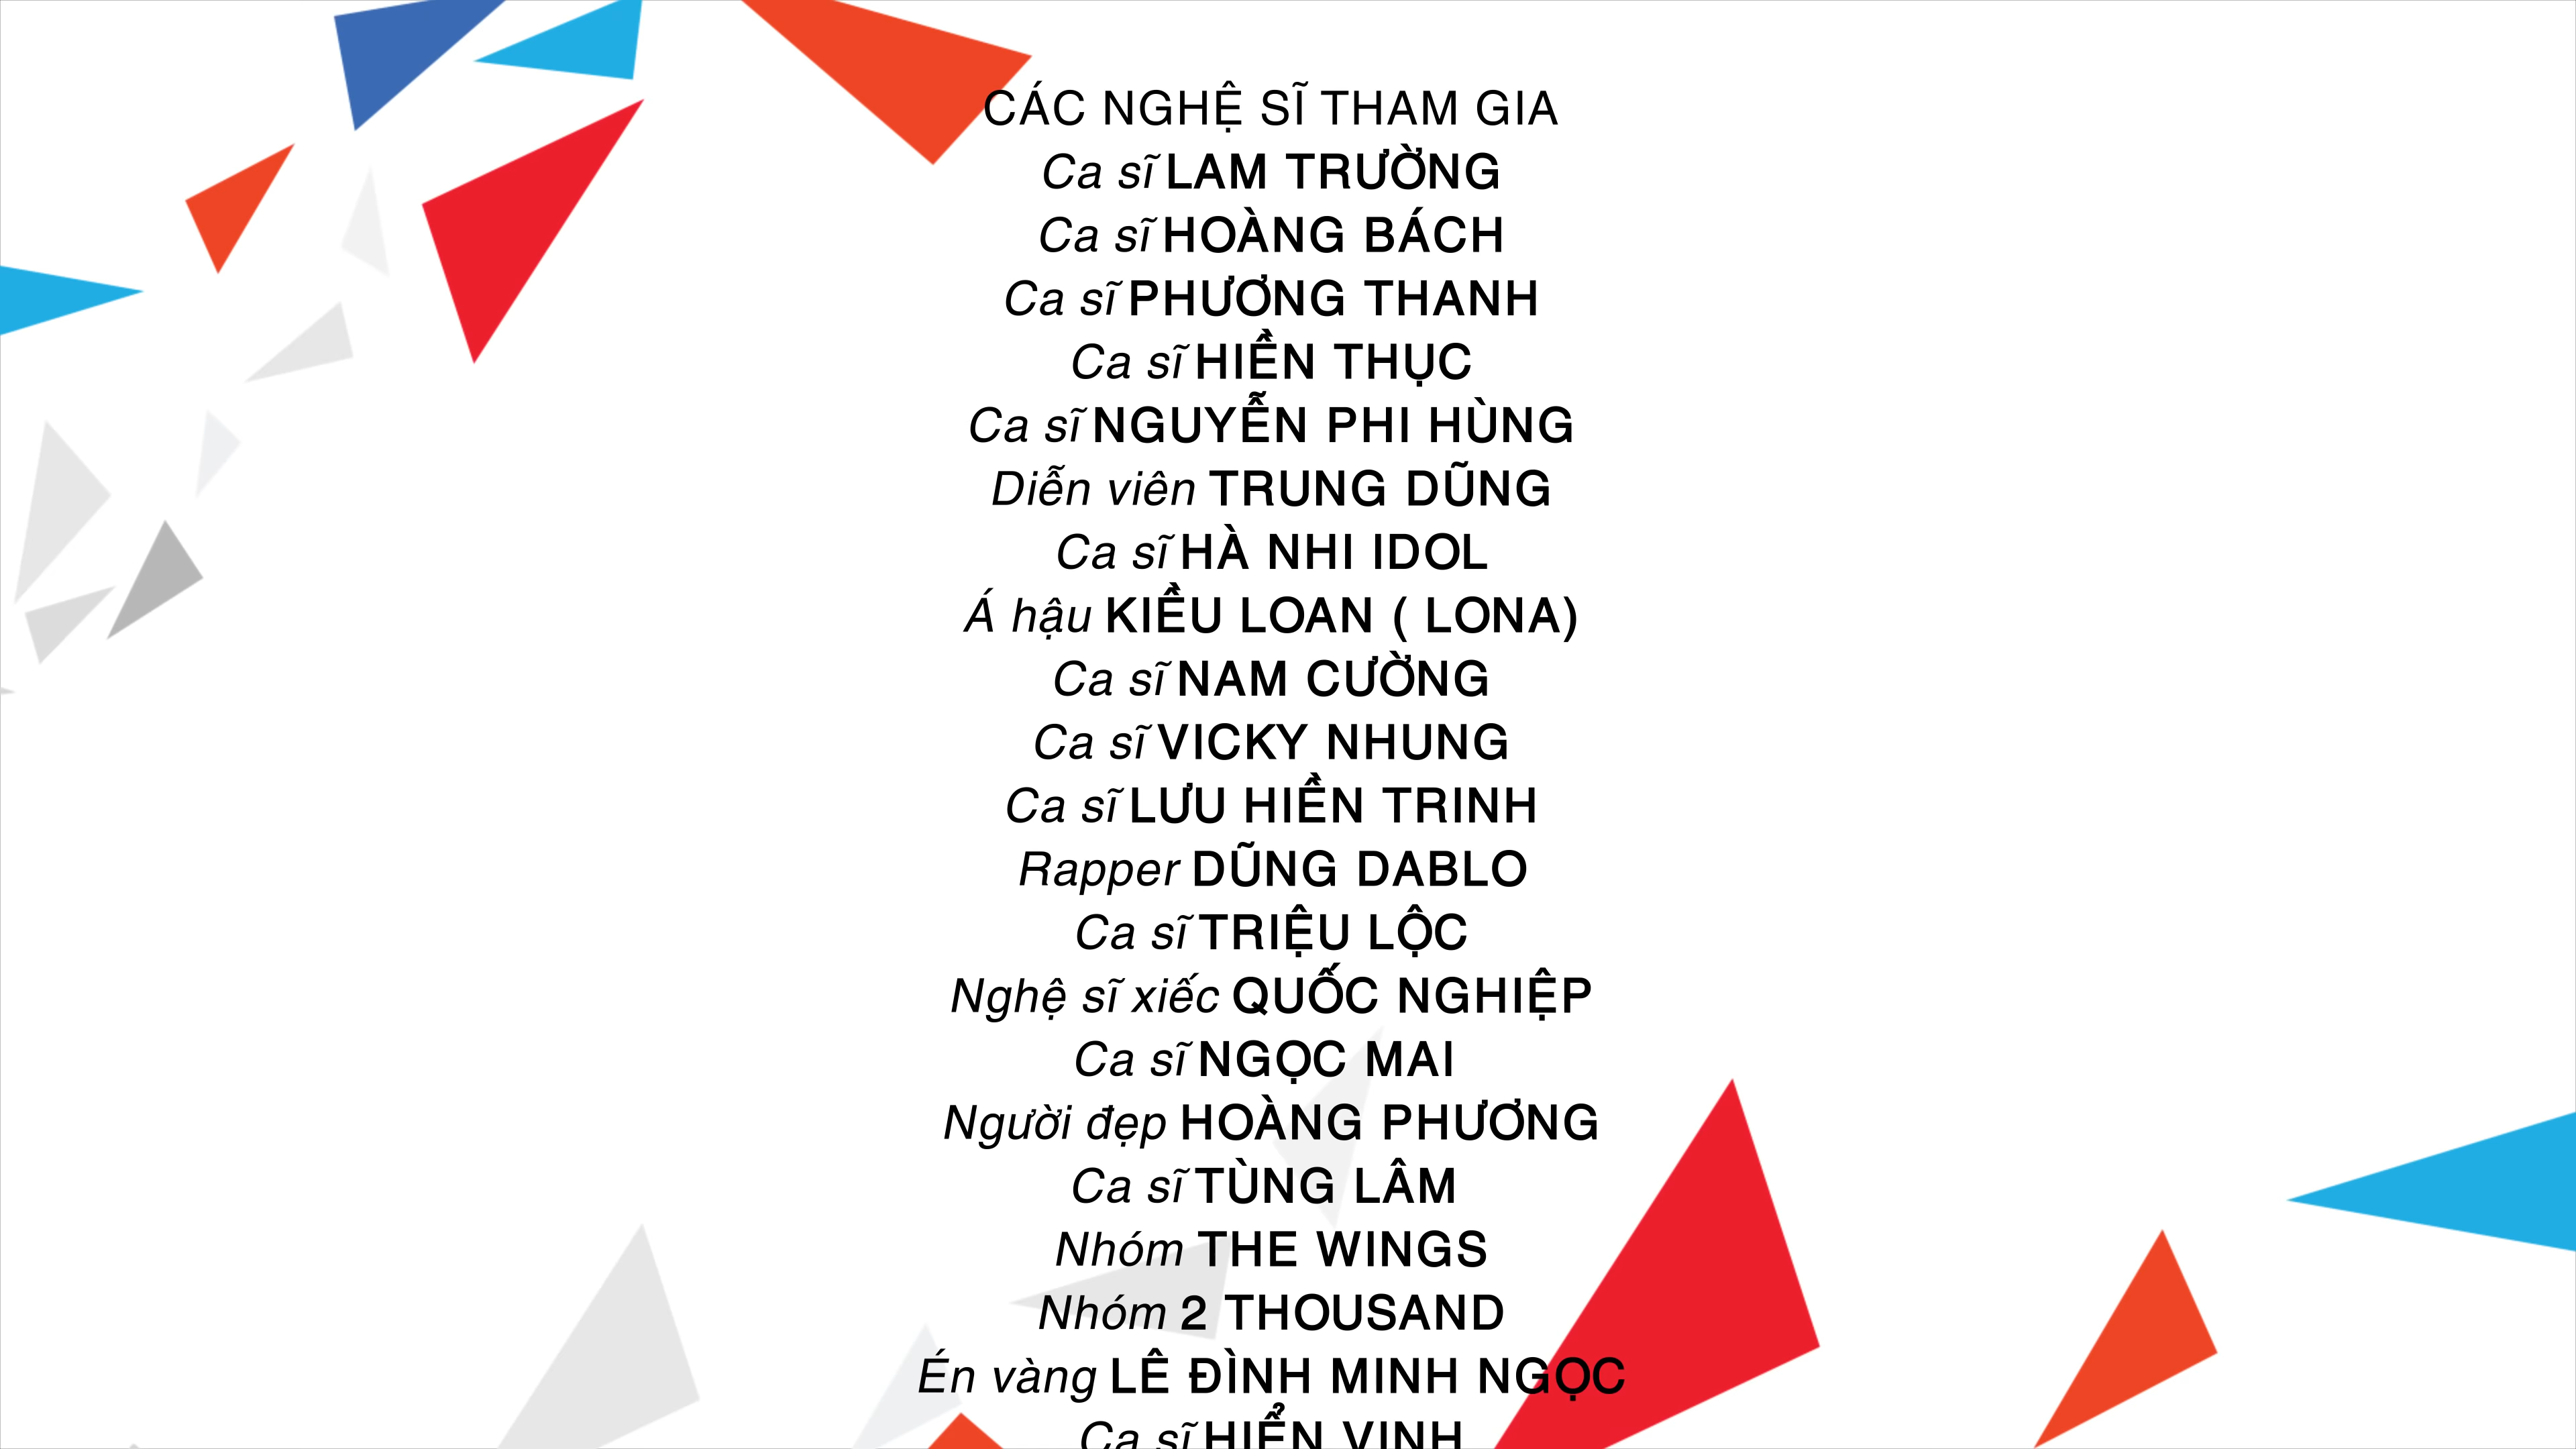 CÁC NGHỆ SĨ THAM GIA
Ca sĩ LAM TRƯỜNG
Ca sĩ HOÀNG BÁCH
Ca sĩ PHƯƠNG THANH
Ca sĩ HIỀN THỤC
Ca sĩ NGUYỄN PHI HÙNG
Diễn viên TRUNG DŨNG
Ca sĩ HÀ NHI IDOL
Á hậu KIỀU LOAN ( LONA)
Ca sĩ NAM CƯỜNG
Ca sĩ VICKY NHUNG
Ca sĩ LƯU HIỀN TRINH
Rapper DŨNG DABLO
Ca sĩ TRIỆU LỘC
Nghệ sĩ xiếc QUỐC NGHIỆP
Ca sĩ NGỌC MAI
Người đẹp HOÀNG PHƯƠNG
Ca sĩ TÙNG LÂM
Nhóm THE WINGS
Nhóm 2 THOUSAND
Én vàng LÊ ĐÌNH MINH NGỌC
Ca sĩ HIỂN VINH